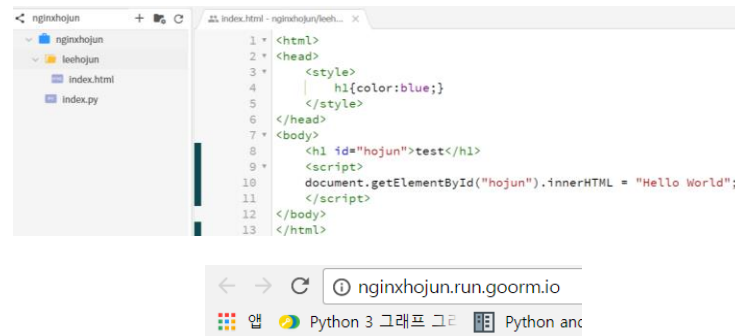 nginxhojun
index.html - nginxhojun/leeh...
nginxhojun
leehojun
index.html
index.py
1 <html>
2 <head>
3 <style>
4 h1{color:blue;}
5 </style>
6 </head>
7 <body>
8 <h1 id="hojun">test</h1>
9 <script>
10 document.getElementById("hojun").innerHTML = "Hello World";
11 </script>
12 </body>
13 </html>
nginxhojun.run.goorm.io
앱 Python 3 그래프 그리 Python and